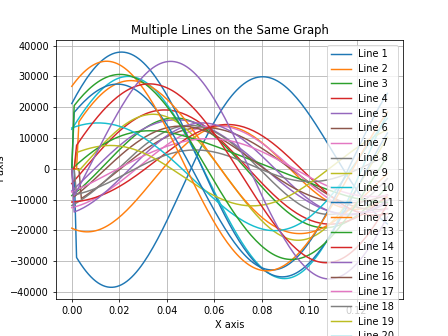 Multiple Lines on the Same Graph
40000
30000
20000
10000
0
−10000
−20000
−30000
−40000
0.00
0.02
0.04
0.06
0.08
0.10
X axis
axis
Line 1
Line 2
Line 3
Line 4
Line 5
Line 6
Line 7
Line 8
Line 9
Line 10
Line 11
Line 12
Line 13
Line 14
Line 15
Line 16
Line 17
Line 18
Line 19
Line 20